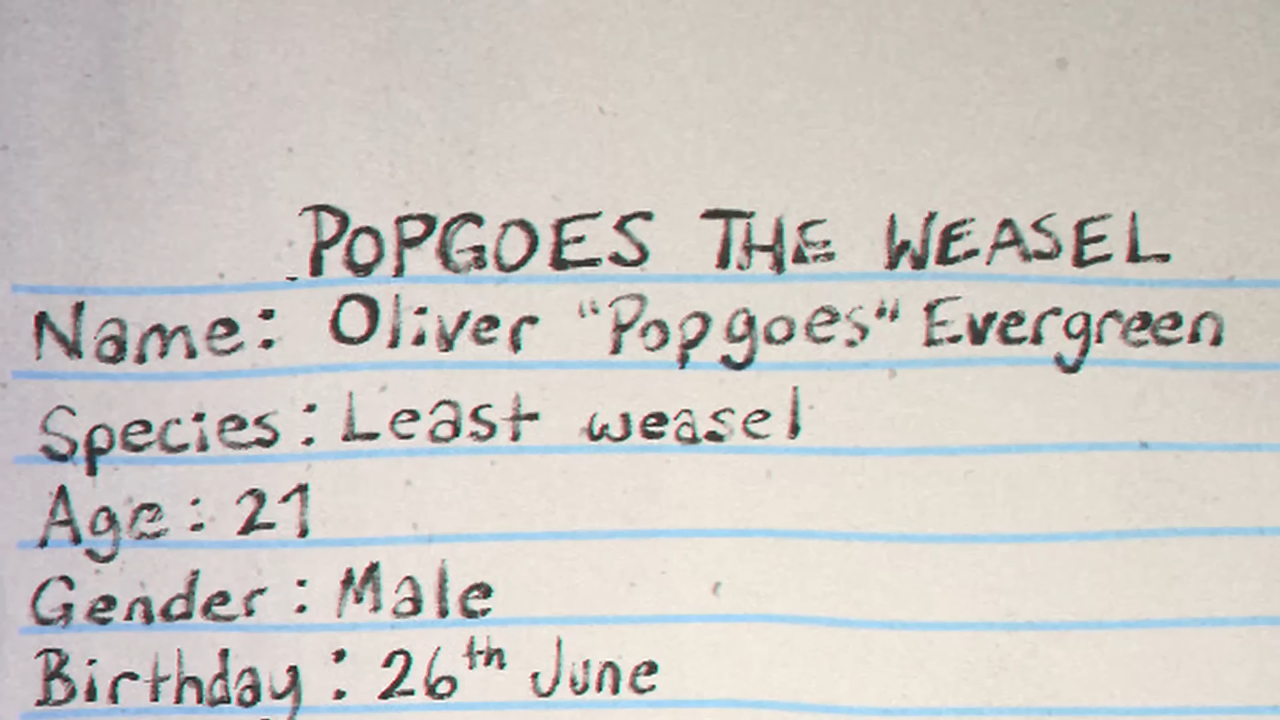 POPGOES THE WEASEL
Name: Oliver "Popgoes" Evergreen
Species: Least weasel
Age: 21
Gender: Male
Birthday: 26th June